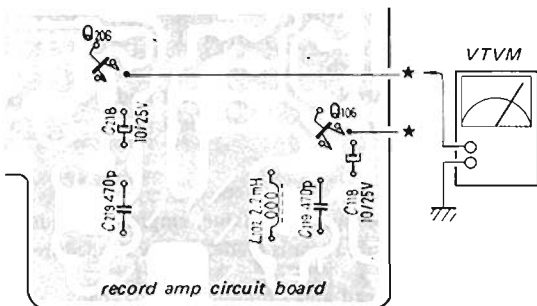 Q206
VTVM
★
C218
10/25V
Q106
★
C219 470p
L102 2.2mH
C119 470p
C118
10/25V
record amp circuit board